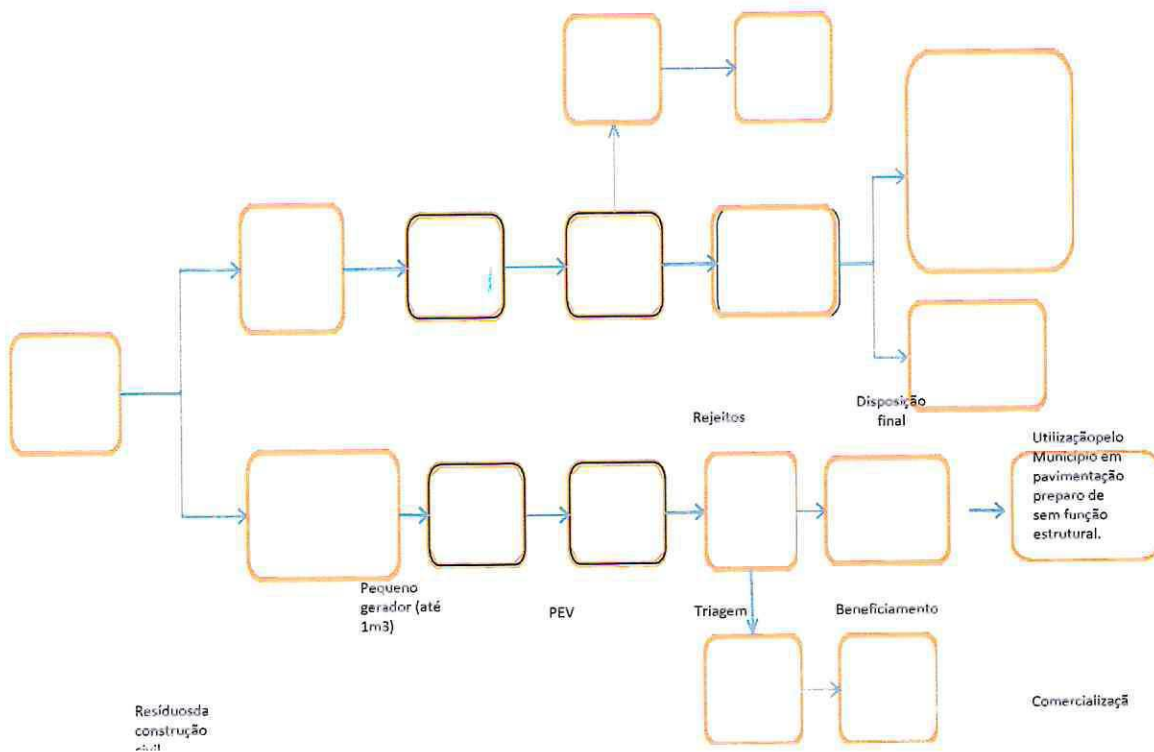 Rejeitos
Disposição
final
Utilizaçãopelo
Município em
pavimentação
preparo de
sem função
estrutural.
Pequeno
gerador (até
1m3)
PEV
Triagem
Beneficiamento
Comercializaçã
Resíduosda
construção
civil